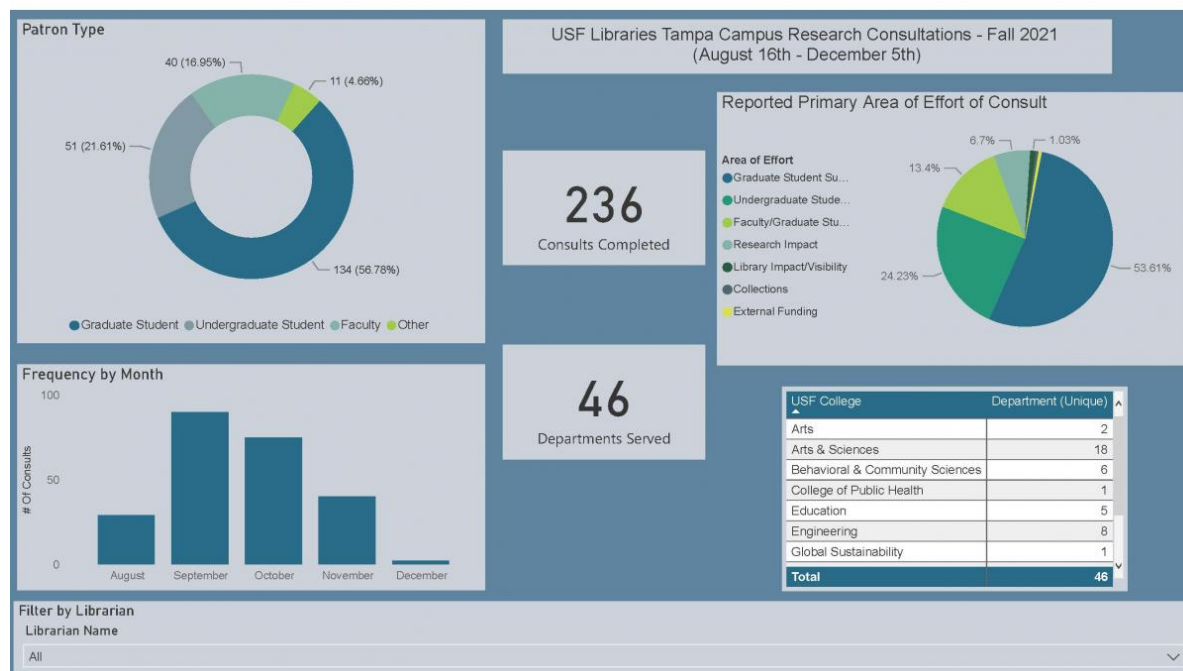 Patron Type
40 (16.95%)
11 (4.66%)
51 (21.61%)
134 (56.78%)
Graduate Student Undergraduate Student Faculty Other
USF Libraries Tampa Campus Research Consultations - Fall 2021
(August 16th - December 5th)
236
Consults Completed
46
Departments Served
Reported Primary Area of Effort of Consult
Area of Effort
Graduate Student Su...
Undergraduate Stude...
Faculty/Graduate Stu...
Research Impact
Library Impact/Visibility
Collections
External Funding
6.7%
1.03%
13.4%
24.23%
53.61%
Frequency by Month
# Of Consults
100
50
0
August September October November December
USF College Department (Unique)
Arts 2
Arts & Sciences 18
Behavioral & Community Sciences 6
College of Public Health 1
Education 5
Engineering 8
Global Sustainability 1
Total 46
Filter by Librarian
Librarian Name
All